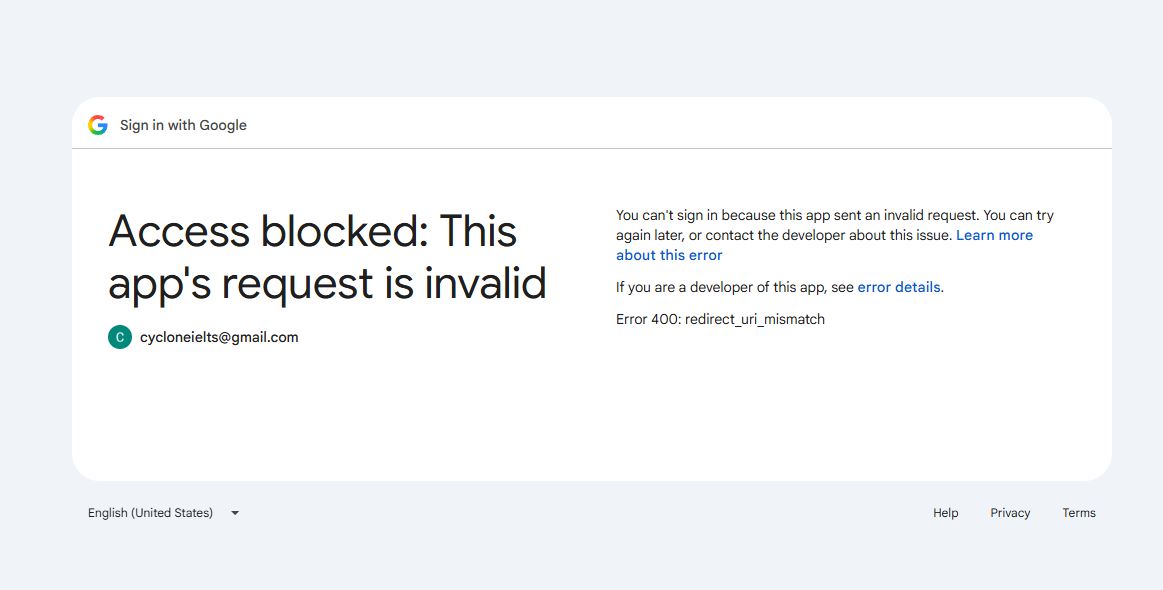 Sign in with Google
Access blocked: This
app's request is invalid
C
cycloneielts@gmail.com
You can't sign in because this app sent an invalid request. You can try
again later, or contact the developer about this issue. Learn more
about this error
If you are a developer of this app, see error details.
Error 400: redirect_uri_mismatch
English (United States)
Help
Privacy
Terms